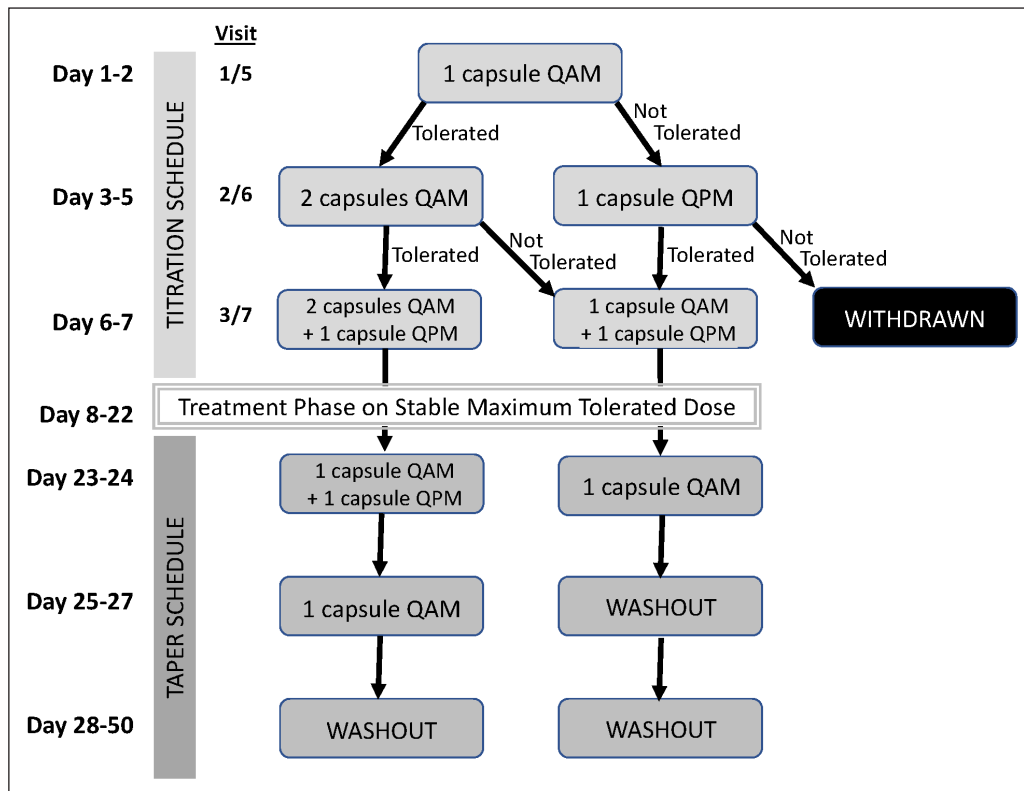 Visit
Day 1-2
1/5
1 capsule QAM
Tolerated
Not
Tolerated
TITRATION SCHEDULE
Day 3-5
2/6
2 capsules QAM
1 capsule QPM
Tolerated
Not
Tolerated
Tolerated
Not
Tolerated
Day 6-7
3/7
2 capsules QAM
+ 1 capsule QPM
1 capsule QAM
+ 1 capsule QPM
WITHDRAWN
Day 8-22
Treatment Phase on Stable Maximum Tolerated Dose
TAPER SCHEDULE
Day 23-24
1 capsule QAM
+ 1 capsule QPM
1 capsule QAM
Day 25-27
1 capsule QAM
WASHOUT
Day 28-50
WASHOUT
WASHOUT